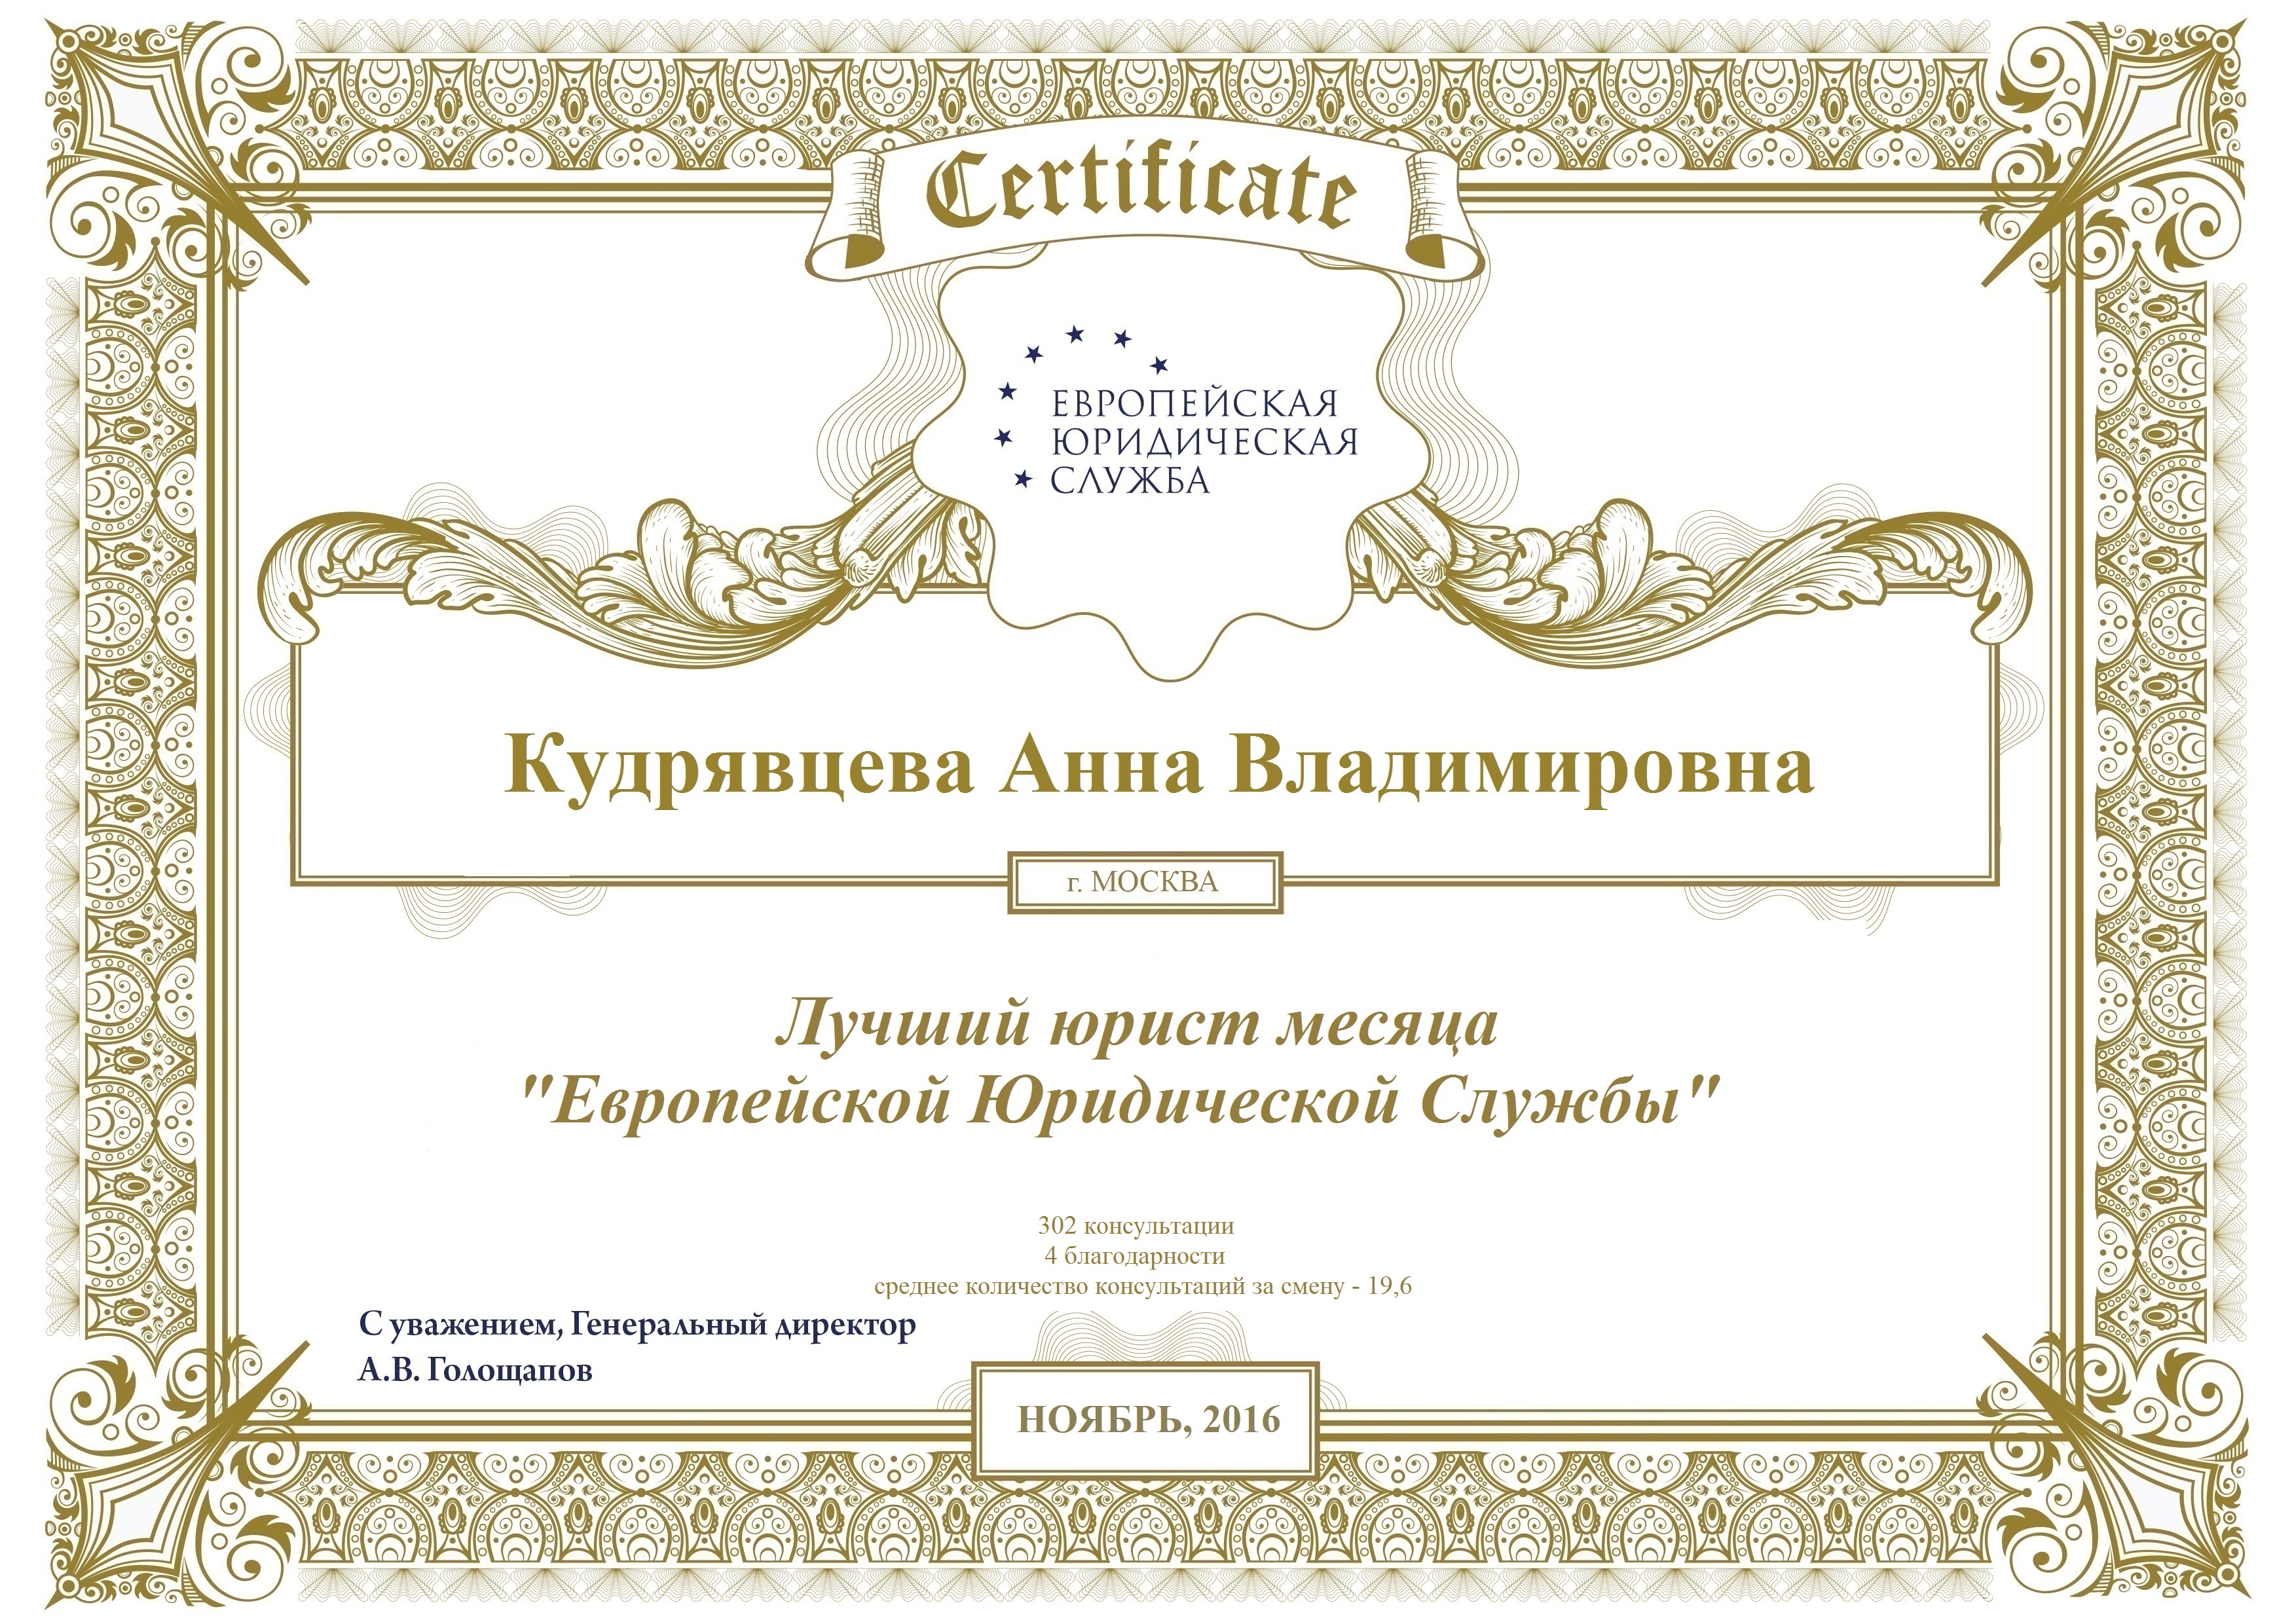 Certificate
ЕВРОПЕЙСКАЯ
ЮРИДИЧЕСКАЯ
СЛУЖБА
Кудрявцева Анна Владимировна
г. МОСКВА
Лучший юрист месяца
"Европейской Юридической Службы"
302 консультации
4 благодарности
среднее количество консультаций за смену - 19,6
С уважением, Генеральный директор
А.В. Голощапов
НОЯБРЬ, 2016